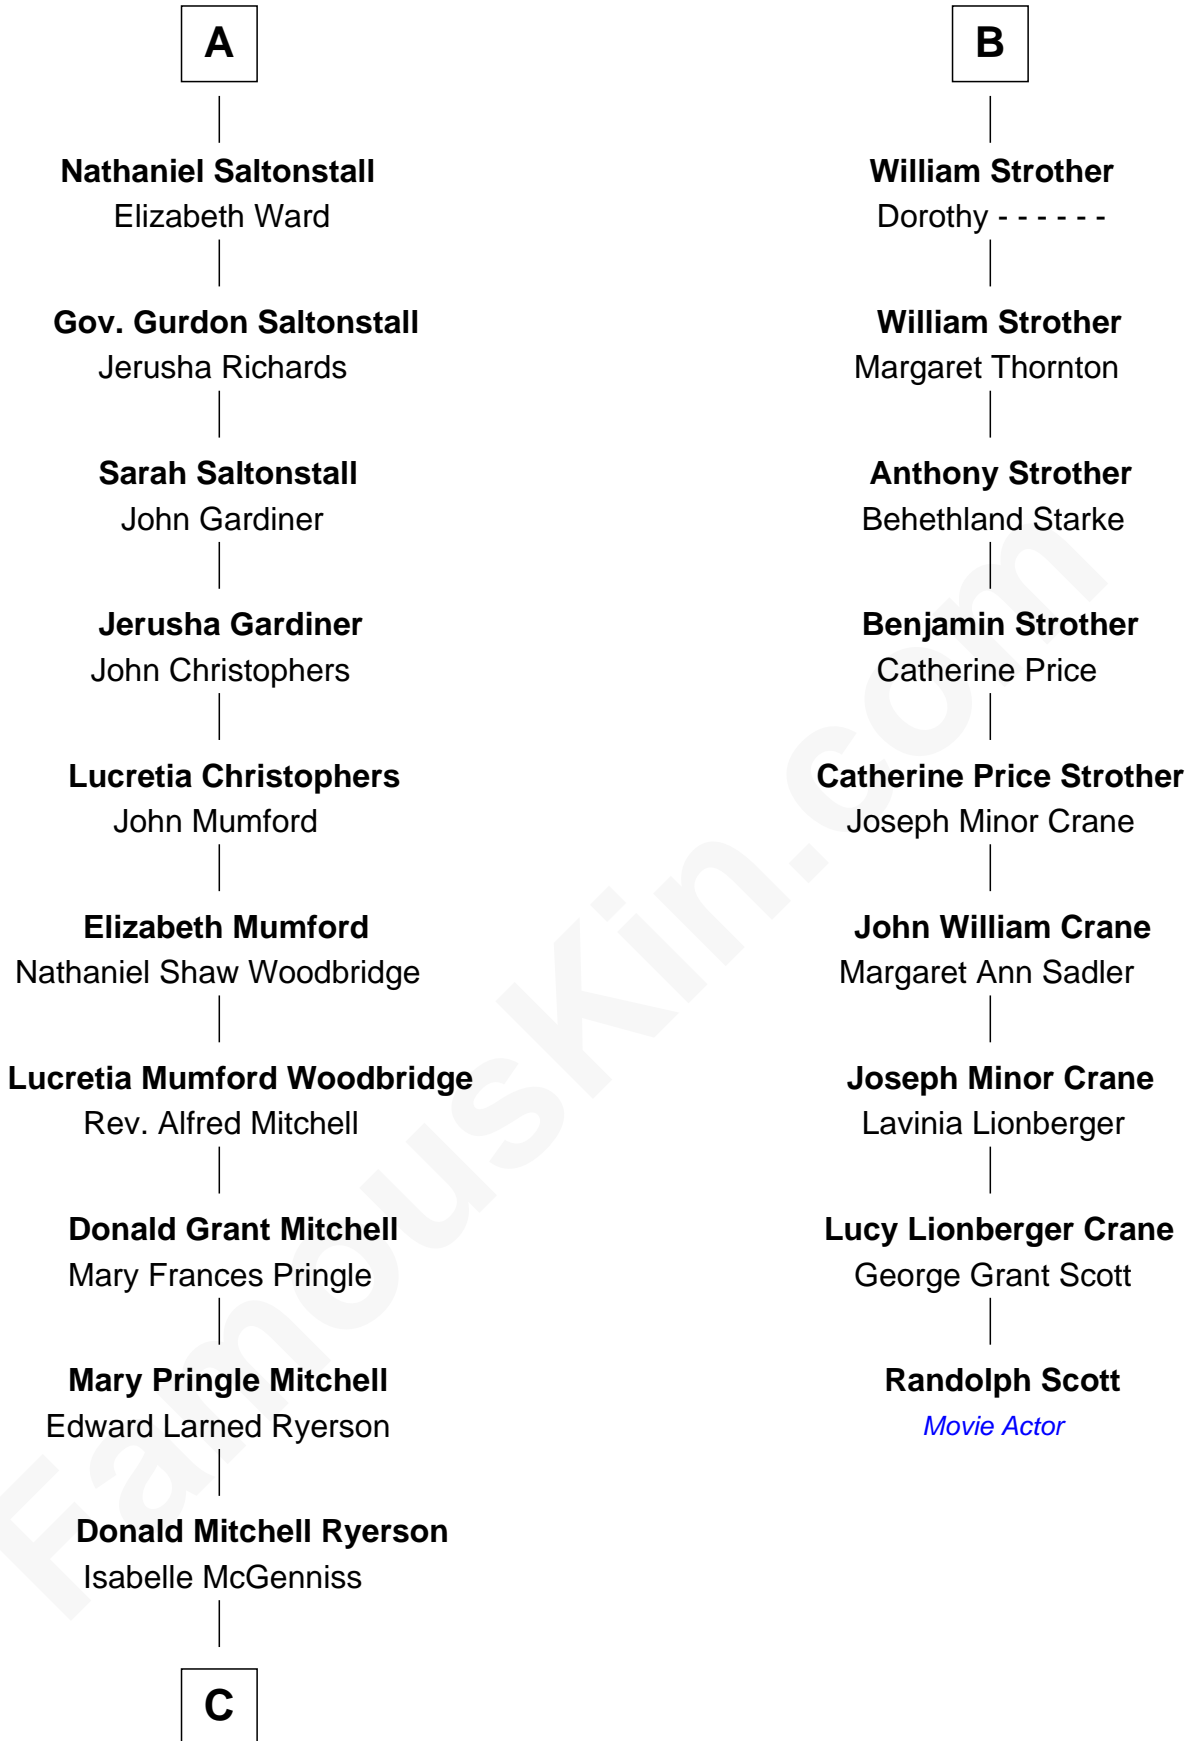 A
Nathaniel Saltonstall
Elizabeth Ward
Gov. Gurdon Saltonstall
Jerusha Richards
Sarah Saltonstall
John Gardiner
Jerusha Gardiner
John Christophers
Lucretia Christophers
John Mumford
Elizabeth Mumford
Nathaniel Shaw Woodbridge
Lucretia Mumford Woodbridge
Rev. Alfred Mitchell
Donald Grant Mitchell
Mary Frances Pringle
Mary Pringle Mitchell
Edward Larned Ryerson
Donald Mitchell Ryerson
Isabelle McGenniss
C
B
William Strother
Dorothy - - - - - -
William Strother
Margaret Thornton
Anthony Strother
Behethland Starke
Benjamin Strother
Catherine Price
Catherine Price Strother
Joseph Minor Crane
John William Crane
Margaret Ann Sadler
Joseph Minor Crane
Lavinia Lionberger
Lucy Lionberger Crane
George Grant Scott
Randolph Scott
Movie Actor
FamousKin.com